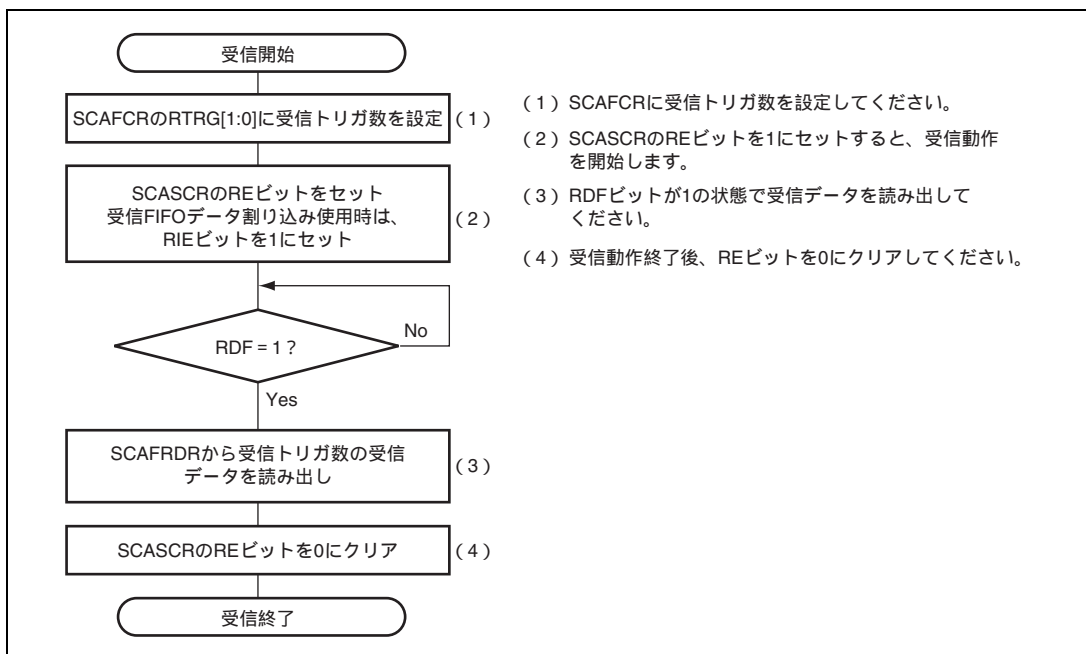 受信開始
SCAFCRのRTRG[1:0]に受信トリガ数を設定 （1）
SCASCRのREビットをセット
受信FIFOデータ割り込み使用時は、
RIEビットを1にセット
（2）
RDF = 1 ?
No
Yes
SCAFRDRから受信トリガ数の受信
データを読み出し
（3）
SCASCRのREビットを0にクリア （4）
受信終了
（1）SCAFCRに受信トリガ数を設定してください。
（2）SCASCRのREビットを1にセットすると、受信動作
を開始します。
（3）RDFビットが1の状態で受信データを読み出して
ください。
（4）受信動作終了後、REビットを0にクリアしてください。